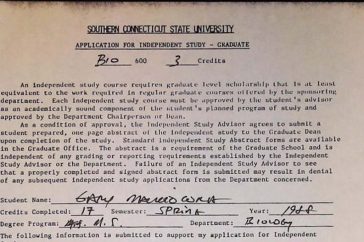 SOUTHERN CONNECTICUT STATE UNIVERSITY
APPLICATION FOR INDEPENDENT STUDY - GRADUATE
BIO 600 3 Credits
An independent study course requires graduate level scholarship that is at least
equivalent to the work required in regular graduate courses offered by the sponsoring
department. Each independent study course must be approved by the student's advisor
as an academically sound component of the student's planned program of study and
approved by the Department Chairperson or Dean.
As a condition of approval, the Independent Study Advisor agrees to submit a
student prepared, one page abstract of the independent study to the Graduate Dean
upon completion of the study. Standard Independent Study Abstract forms are available
in the Graduate Office. The abstract is a requirement of the Graduate School and is
independent of any grading or reporting requirements established by the Independent
Study Advisor or the Department. Failure of an Independent Study Advisor to see
that a properly completed and signed abstract form is submitted may result in denial
of any subsequent independent study applications from the Department concerned.
Student Name: GARY
Credits Completed: 17 Semester: SPRING Year: 1988
Degree Program: M.S. Department: BIOLOGY
The following information is submitted to support my application for Independent